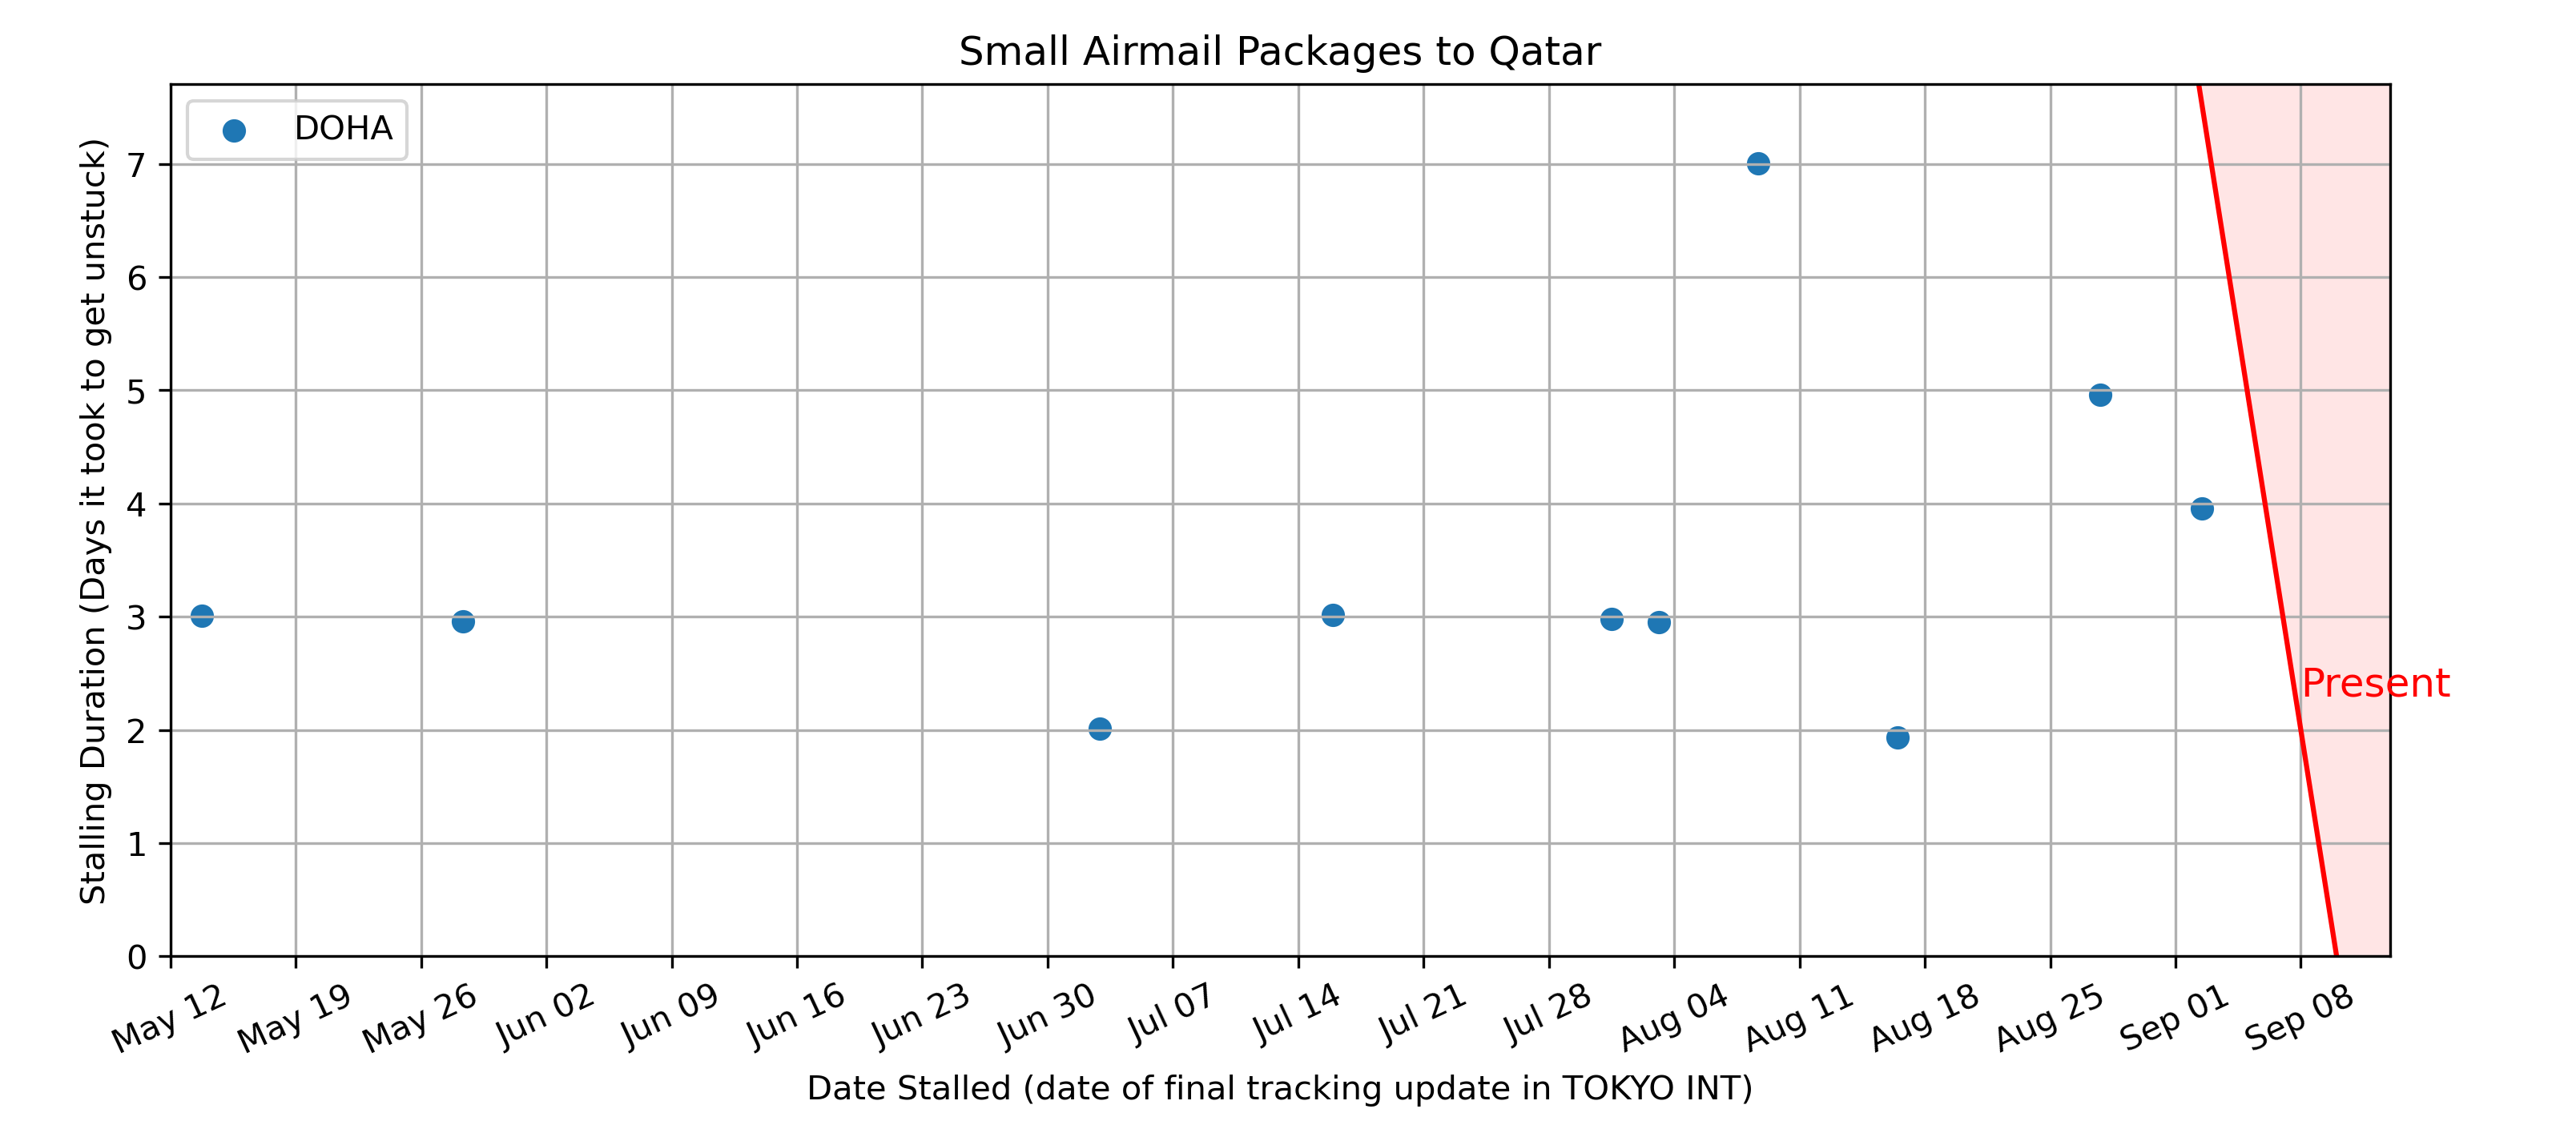 Small Airmail Packages to Qatar
DOHA
Stalling Duration (Days it took to get unstuck)
7
6
5
4
3
2
1
0
Present
May 12
May 19
May 26
Jun 02
Jun 09
Jun 16
Jun 23
Jun 30
Jul 07
Jul 14
Jul 21
Jul 28
Aug 04
Aug 11
Aug 18
Aug 25
Sep 01
Sep 08
Date Stalled (date of final tracking update in TOKYO INT)